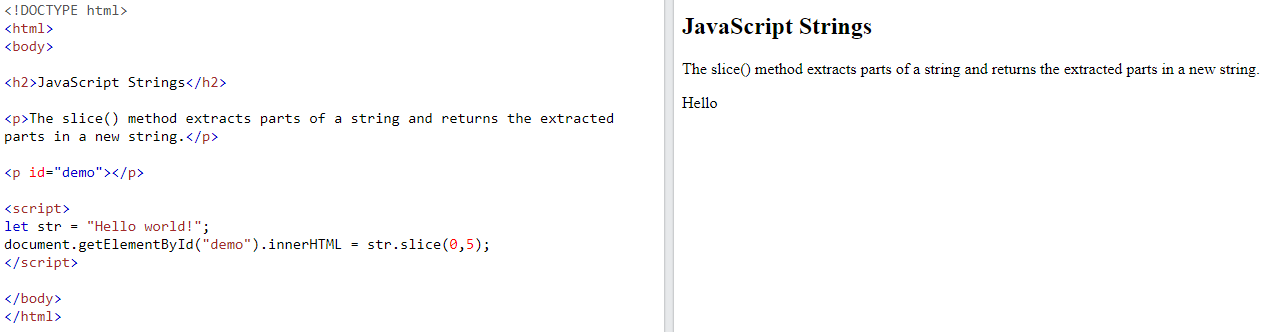 <!DOCTYPE html>
<html>
<body>
<h2>JavaScript Strings</h2>
<p>The slice() method extracts parts of a string and returns the extracted
parts in a new string.</p>
<p id="demo"></p>
<script>
let str = "Hello world!";
document.getElementById("demo").innerHTML = str.slice(0,5);
</script>
</body>
</html>
JavaScript Strings
The slice() method extracts parts of a string and returns the extracted parts in a new string.
Hello